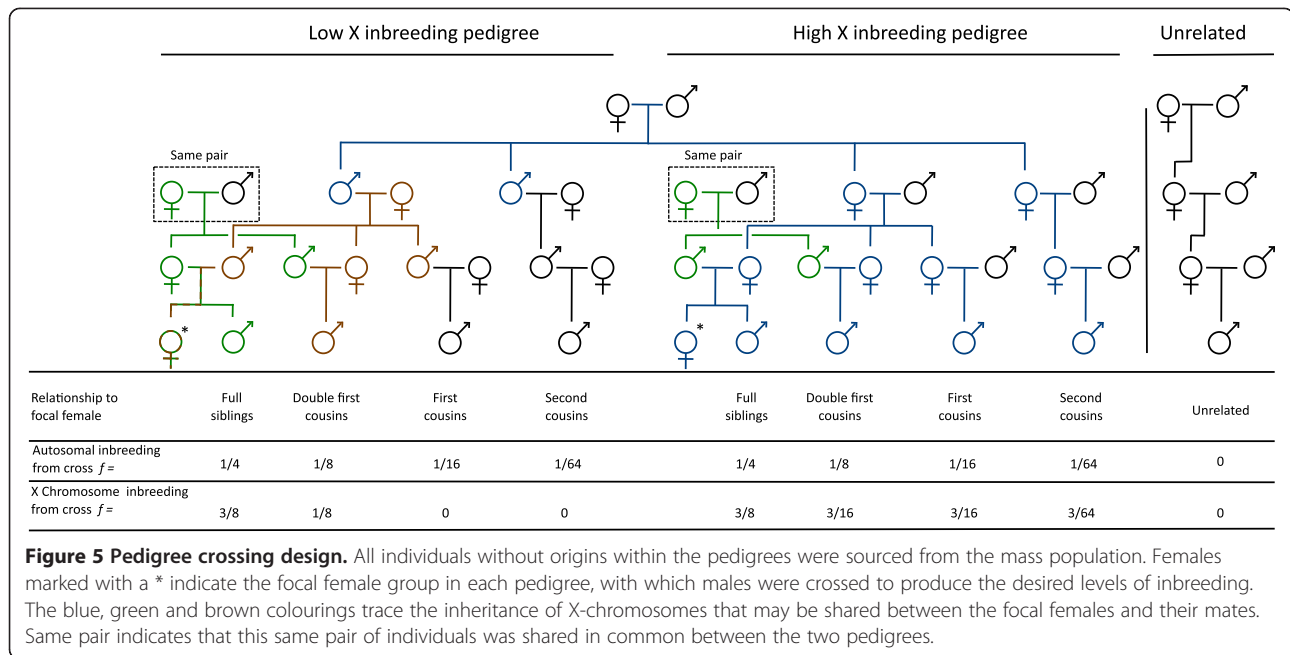 Low X inbreeding pedigree High X inbreeding pedigree Unrelated
Same pair Same pair
* *
Relationship to focal female Full siblings Double first cousins First cousins Second cousins Full siblings Double first cousins First cousins Second cousins Unrelated
Autosomal inbreeding from cross f = 1/4 1/8 1/16 1/64 1/4 1/8 1/16 1/64 0
X Chromosome inbreeding from cross f = 3/8 1/8 0 0 3/8 3/16 3/16 3/64 0
Figure 5 Pedigree crossing design. All individuals without origins within the pedigrees were sourced from the mass population. Females
marked with a * indicate the focal female group in each pedigree, with which males were crossed to produce the desired levels of inbreeding.
The blue, green and brown colourings trace the inheritance of X-chromosomes that may be shared between the focal females and their mates.
Same pair indicates that this same pair of individuals was shared in common between the two pedigrees.